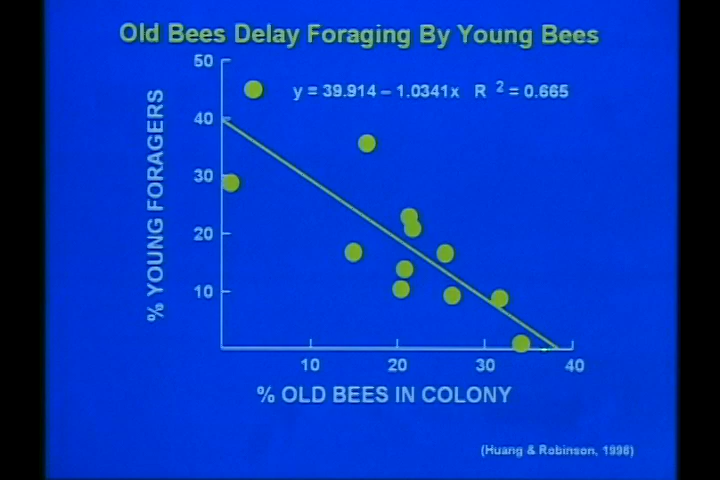 Old Bees Delay Foraging By Young Bees
50
y = 39.914 – 1.0341x R 2 = 0.665
40
30
20
10
% YOUNG FORAGERS
10 20 30 40
% OLD BEES IN COLONY
(Huang & Robinson, 1996)